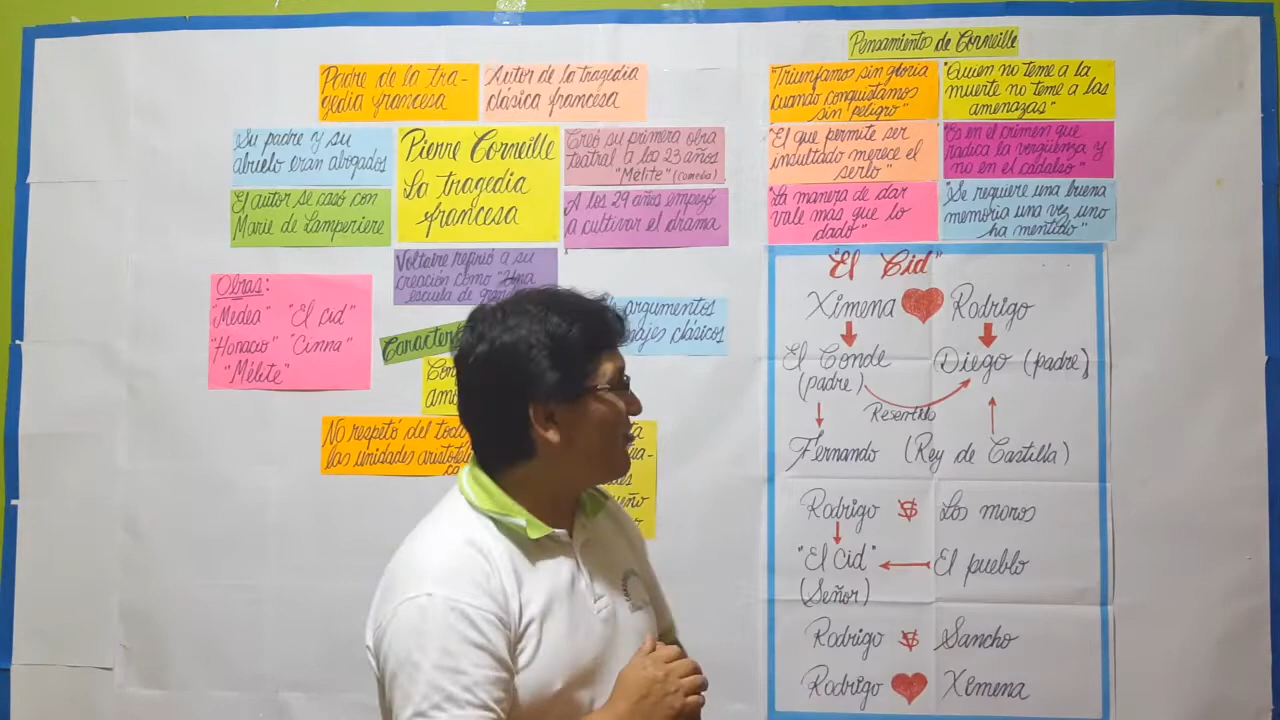 Padre de la tra-
gedia francesa
Autor de la tragedia
clásica francesa
Su padre y su
abuelo eran abogados
Pierre Corneille
La tragedia
francesa
Creó su primera obra
teatral a los 23 años
"Mélite" (comedia)
El autor se casó con
Marie de Lamperiere
A los 29 años empezó
a cultivar el drama
Voltaire refirió a su
creación como "Una
escuela de
Obras:
"Medea" "El cid"
"Horacio" "Cinna"
"Mélite"
argumentos
clásicos
No respetó del todo
las unidades
Pensamiento de Corneille
"Triunfamos sin gloria
cuando conquistamos
sin peligro"
"Quien no teme a la
muerte no teme a las
amenazas"
"El que permite ser
insultado merece el
serlo"
"Es en el crimen que
radica la vergüenza y
no en el cadalso"
"La manera de dar
vale mas que lo
dado"
"Se requiere una buena
memoria una vez uno
ha mentido"
"El Cid"
Ximena Rodrigo
El Conde Diego (padre)
(padre)
Resentido
Fernando (Rey de Castilla)
Rodrigo VS Los moros
"El Cid" El pueblo
(Señor)
Rodrigo VS Sancho
Rodrigo Ximena